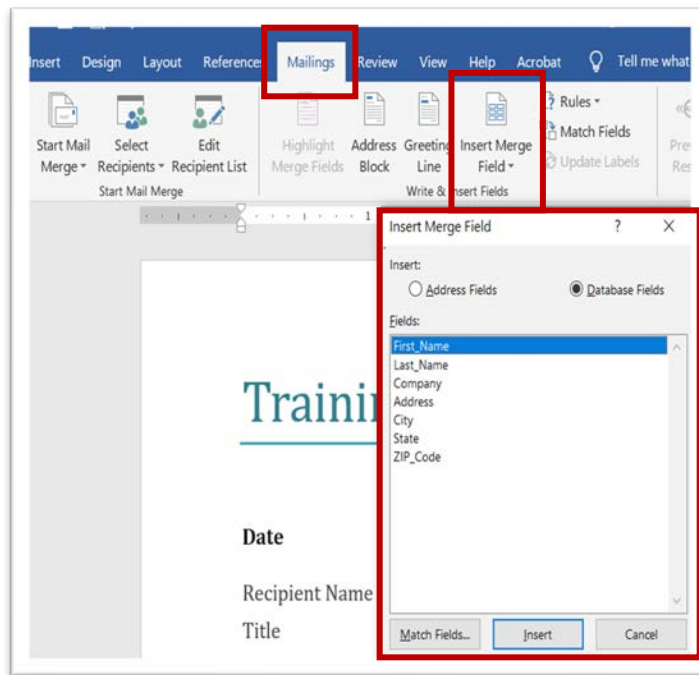 Insert Design Layout References Mailings Review View Help Acrobat Tell me what
Start Mail Merge
Select Recipients
Edit Recipient List
Highlight Merge Fields
Address Block
Greeting Line
Insert Merge Field
Rules
Match Fields
Update Labels
Start Mail Merge
Write & Insert Fields
1
Insert Merge Field ? X
Insert:
Address Fields Database Fields
Fields:
First_Name
Last_Name
Company
Address
City
State
ZIP_Code
Match Fields... Insert Cancel
Date
Recipient Name
Title